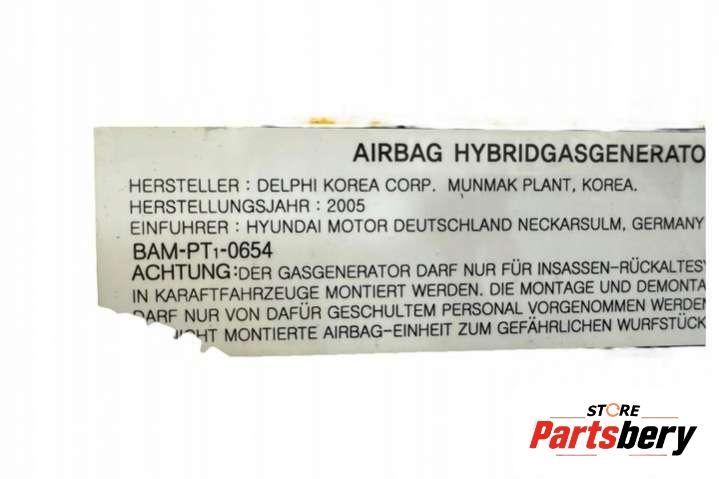 AIRBAG HYBRIDGASGENERATO
HERSTELLER : DELPHI KOREA CORP. MUNMAK PLANT, KOREA.
HERSTELLUNGSJAHR : 2005
EINFUHRER : HYUNDAI MOTOR DEUTSCHLAND NECKARSULM, GERMANY
BAM-PT₁-0654
ACHTUNG:DER GASGENERATOR DARF NUR FÜR INSASSEN-RÜCKALTES
IN KARAFTFAHRZEUGE MONTIERT WERDEN. DIE MONTAGE UND DEMONTA
DARF NUR VON DAFÜR GESCHULTEM PERSONAL VORGENOMMEN WERDEN
NICHT MONTIERTE AIRBAG-EINHEIT ZUM GEFÄHRLICHEN WURFSTÜCK
STORE
Partsbery